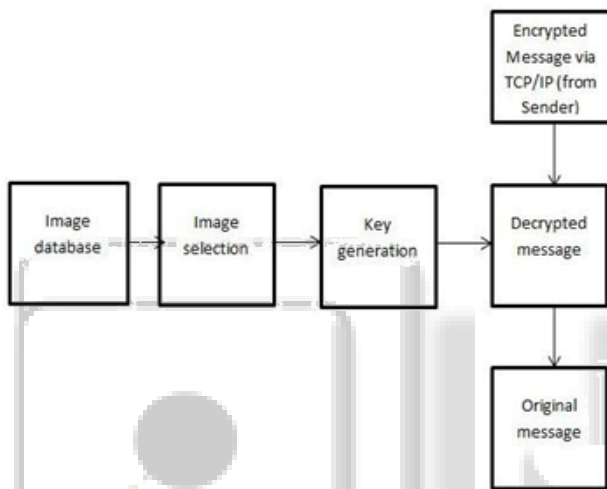 Encrypted
Message via
TCP/IP (from
Sender)
Image
database
Image
selection
Key
generation
Decrypted
message
Original
message